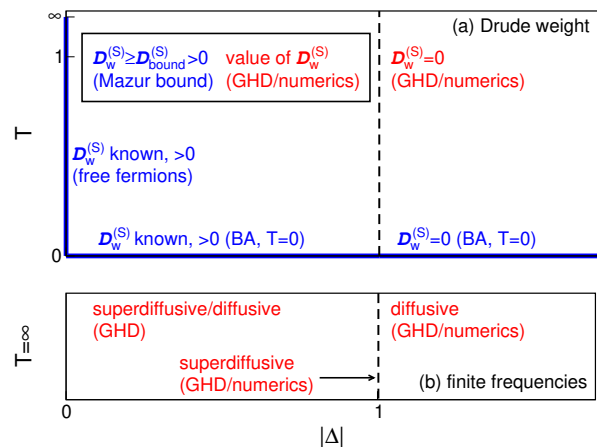 ∞
(a) Drude weight
D_w^(S)≥D_bound^(S)>0
(Mazur bound)
value of D_w^(S)
(GHD/numerics)
D_w^(S)=0
(GHD/numerics)
1
T
D_w^(S) known, >0
(free fermions)
D_w^(S) known, >0 (BA, T=0)
D_w^(S)=0 (BA, T=0)
0
T=∞
superdiffusive/diffusive
(GHD)
diffusive
(GHD/numerics)
superdiffusive
(GHD/numerics)
(b) finite frequencies
0
1
|Δ|